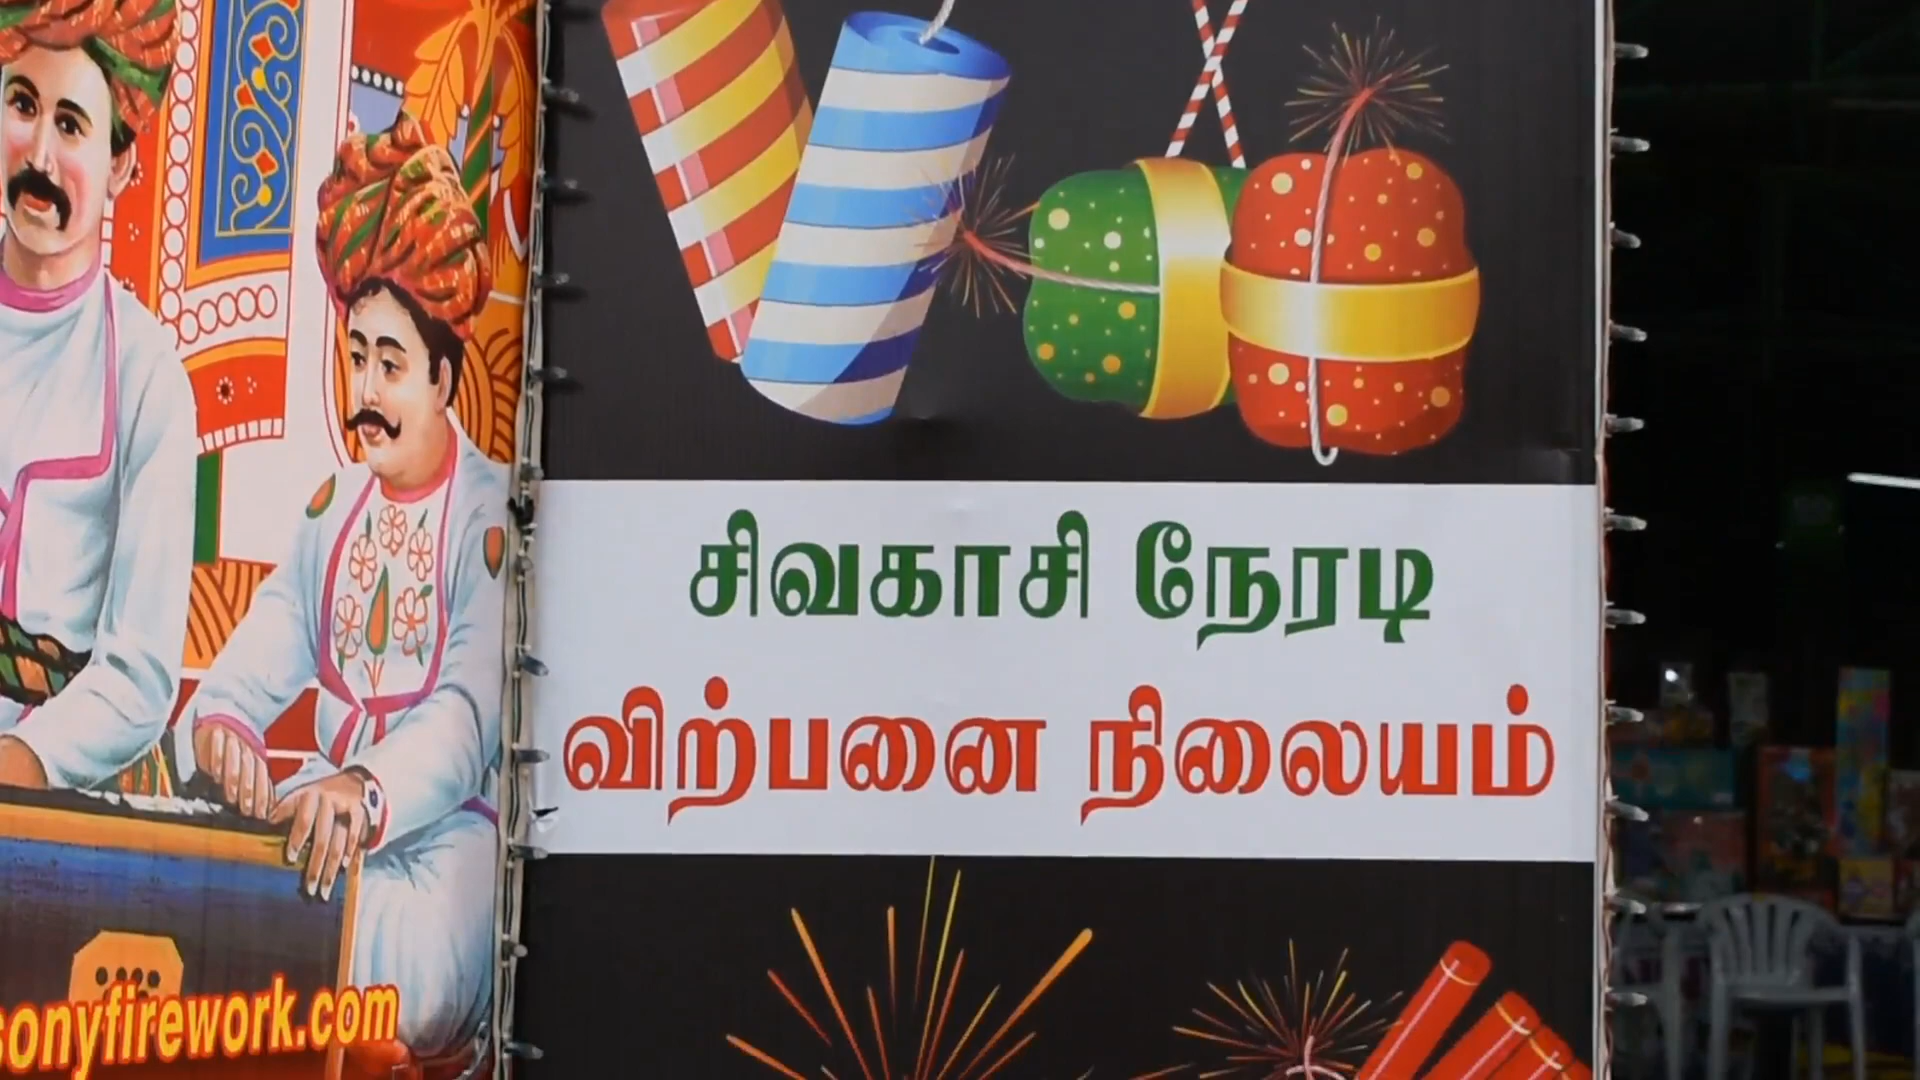 சிவகாசி நேரடி
விற்பனை நிலையம்
sonyfirework.com